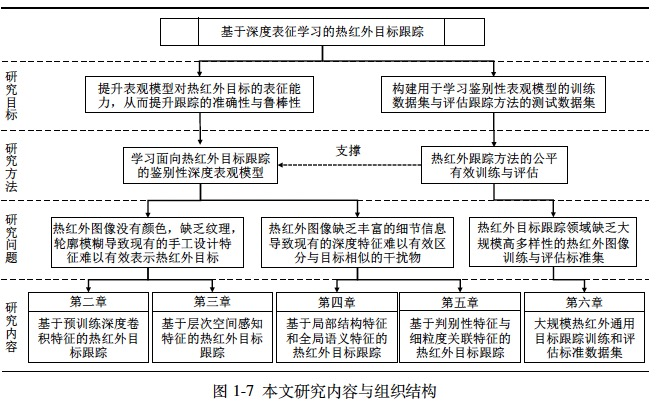 基于深度表征学习的热红外目标跟踪
研究目标
提升表观模型对热红外目标的表征能
力，从而提升跟踪的准确性与鲁棒性
构建用于学习鉴别性表观模型的训练
数据集与评估跟踪方法的测试数据集
研究方法
学习面向热红外目标跟踪
的鉴别性深度表观模型
支撑
热红外跟踪方法的公平
有效训练与评估
研究问题
热红外图像没有颜色，缺乏纹理，
轮廓模糊导致现有的手工设计特
征难以有效表示热红外目标
热红外图像缺乏丰富的细节信息
导致现有的深度特征难以有效区
分与目标相似的干扰物
热红外目标跟踪领域缺乏大
规模高多样性的热红外图像
训练与评估标准集
研究内容
第二章
基于预训练深度卷
积特征的热红外目
标跟踪
第三章
基于层次空间感知
特征的热红外目标
跟踪
第四章
基于局部结构特征
和全局语义特征的
热红外目标跟踪
第五章
基于判别性特征与
细粒度关联特征的
热红外目标跟踪
第六章
大规模热红外通用
目标跟踪训练和评
估标准数据集
图 1-7 本文研究内容与组织结构